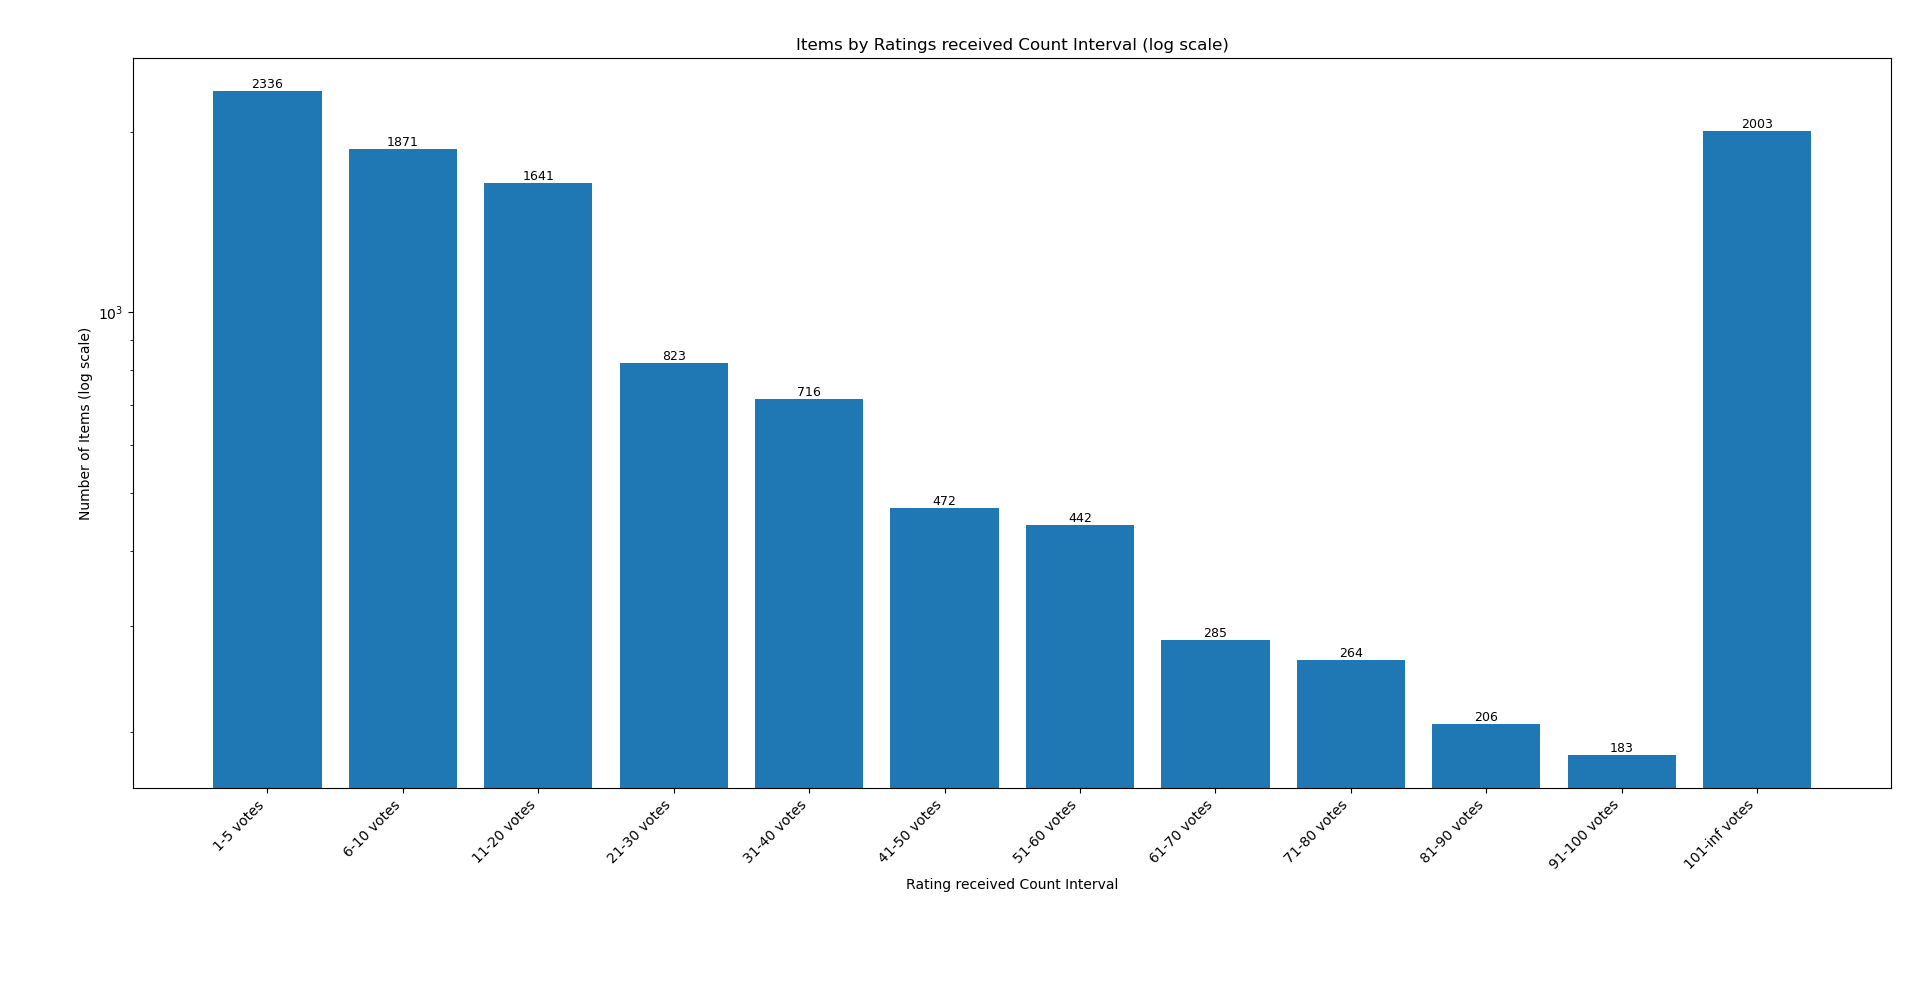 Items by Ratings received Count Interval (log scale)
2336
1871
1641
823
716
472
442
285
264
206
183
2003
10³
Number of Items (log scale)
1-5 votes
6-10 votes
11-20 votes
21-30 votes
31-40 votes
41-50 votes
51-60 votes
61-70 votes
71-80 votes
81-90 votes
91-100 votes
101-inf votes
Rating received Count Interval